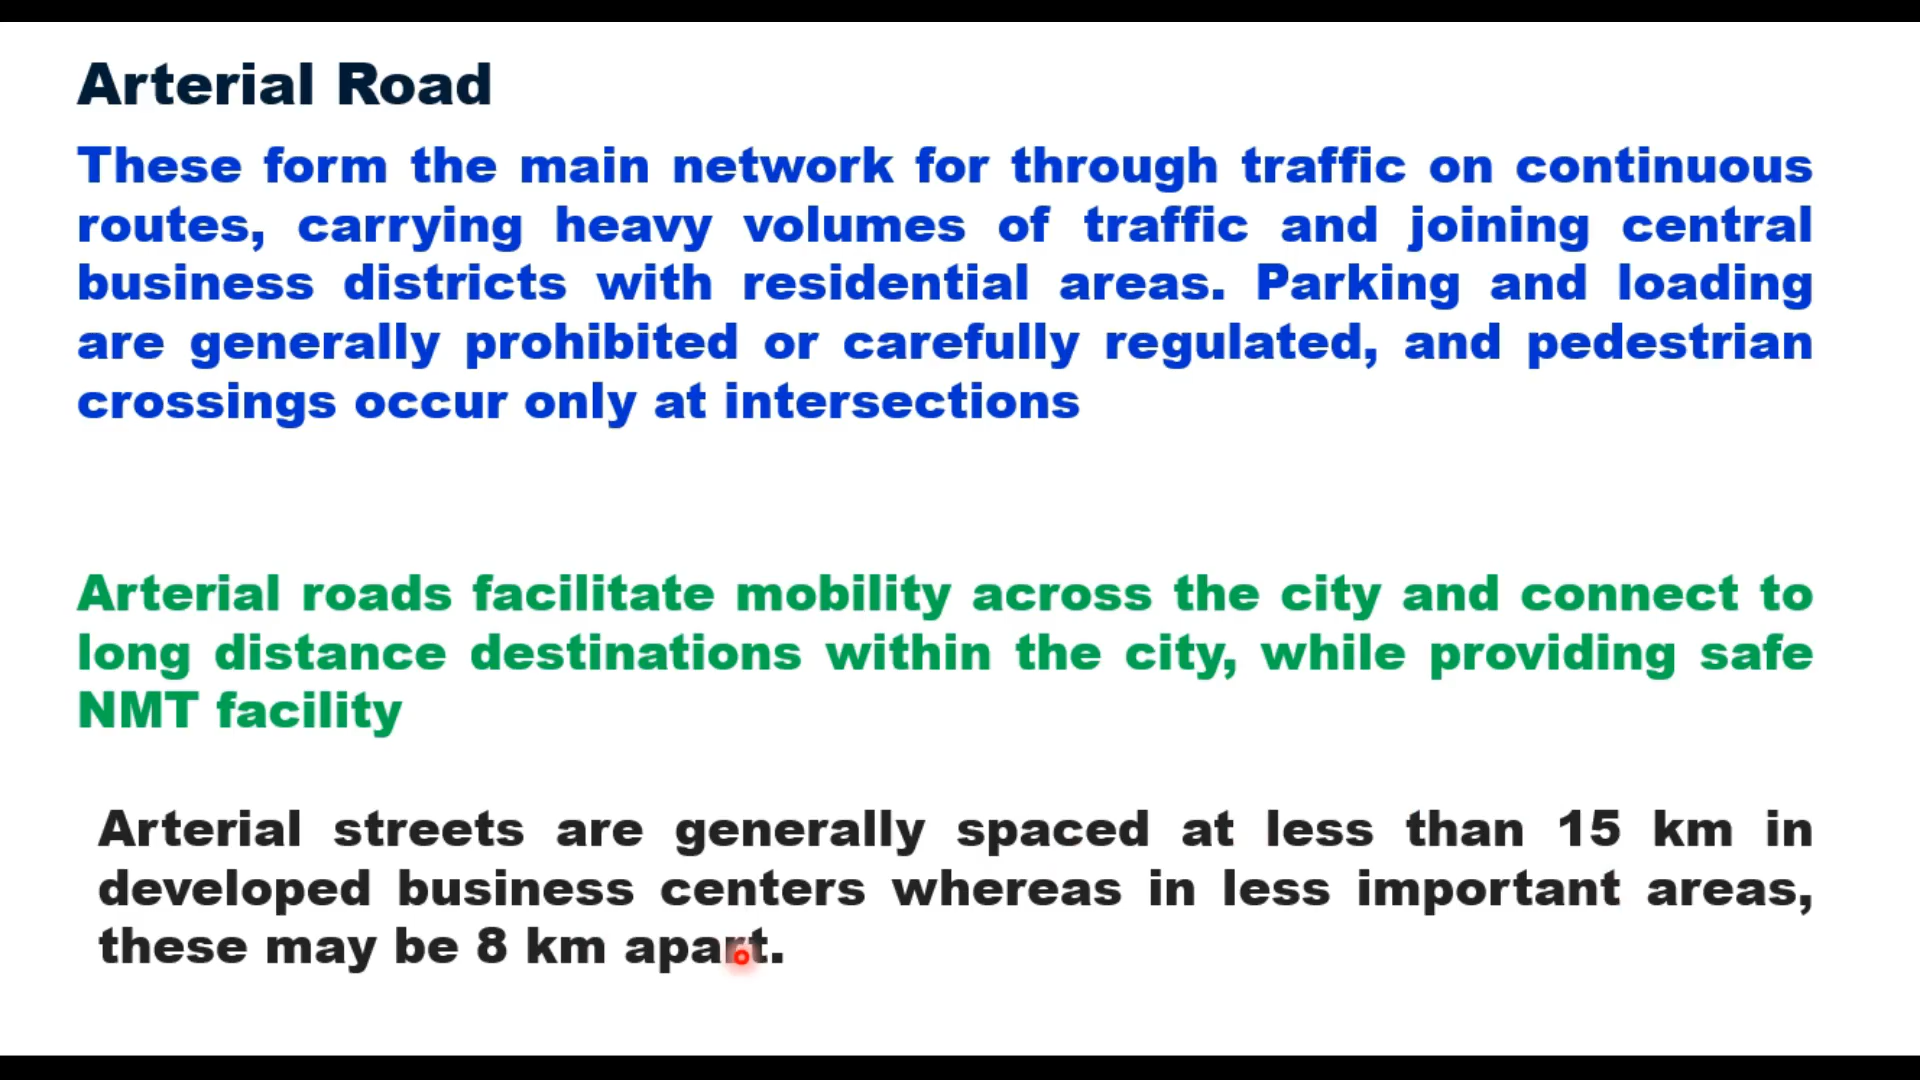 Arterial Road
These form the main network for through traffic on continuous
routes, carrying heavy volumes of traffic and joining central
business districts with residential areas. Parking and loading
are generally prohibited or carefully regulated, and pedestrian
crossings occur only at intersections
Arterial roads facilitate mobility across the city and connect to
long distance destinations within the city, while providing safe
NMT facility
Arterial streets are generally spaced at less than 15 km in
developed business centers whereas in less important areas,
these may be 8 km apart.